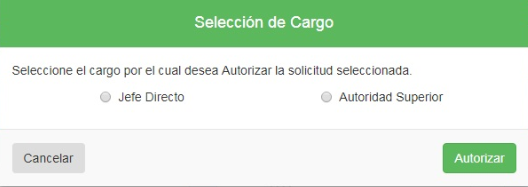 Selección de Cargo
Seleccione el cargo por el cual desea Autorizar la solicitud seleccionada.
Jefe Directo Autoridad Superior
Cancelar Autorizar